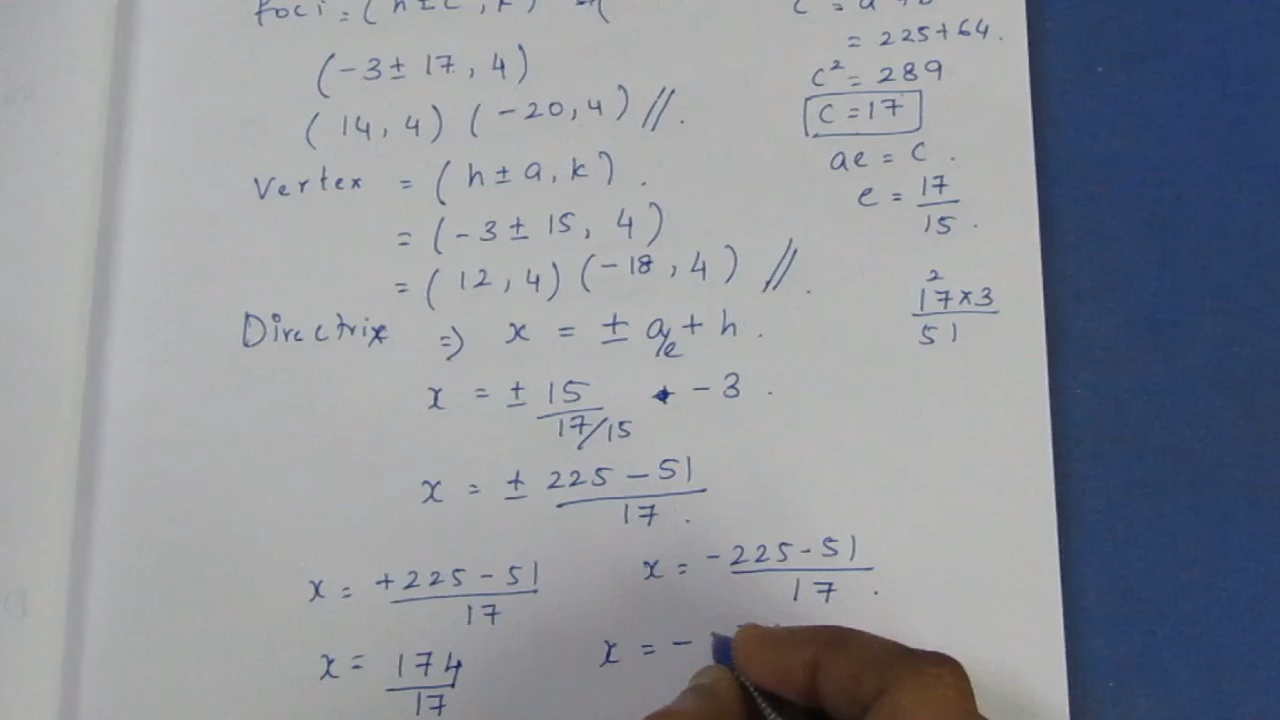 foci = (h ± c, k)
(-3 ± 17, 4)
(14, 4) (-20, 4) //.
Vertex = (h ± a, k).
= (-3 ± 15, 4)
= (12, 4) (-18, 4) //.
Directrix ⇒ x = ± a/e + h.
x = ± 15/(17/15) - 3.
x = ± (225 - 51)/17.
x = (+225 - 51)/17
x = (-225 - 51)/17.
x = 174/17
x = -
= 225 + 64.
c² = 289
c = 17
ae = c.
e = 17/15.
2
17 × 3
51